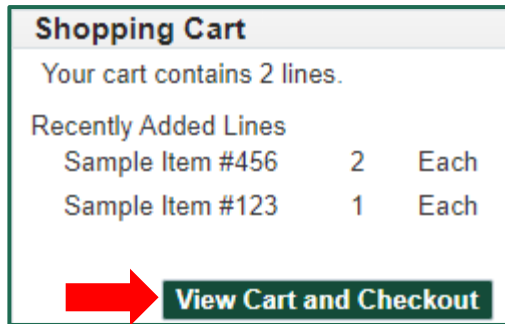 Shopping Cart
Your cart contains 2 lines.
Recently Added Lines
Sample Item #456 2 Each
Sample Item #123 1 Each
View Cart and Checkout